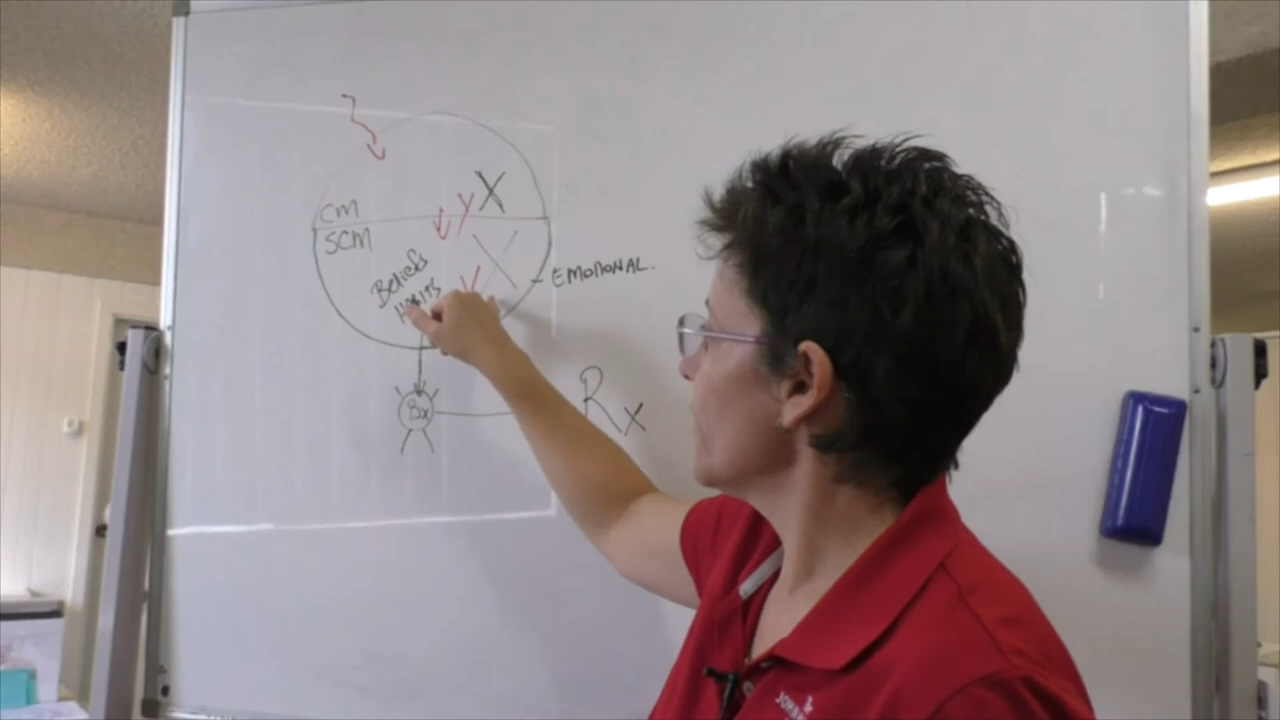 CM
y X
SCM
Beliefs
HABITS
y
EMOTIONAL.
Bx
Rx